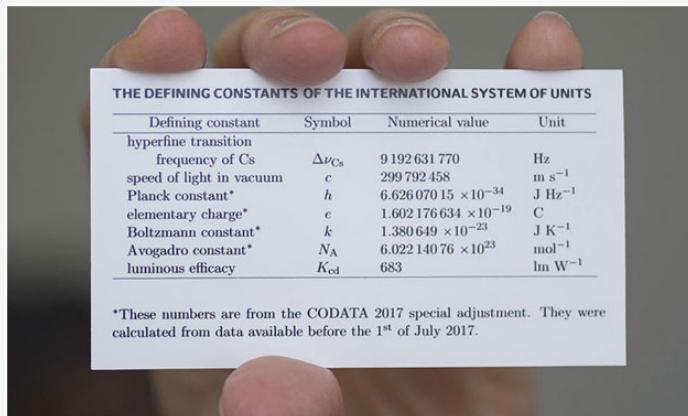 THE DEFINING CONSTANTS OF THE INTERNATIONAL SYSTEM OF UNITS
Defining constant Symbol Numerical value Unit
hyperfine transition
frequency of Cs Δν_Cs 9 192 631 770 Hz
speed of light in vacuum c 299 792 458 m s⁻¹
Planck constant* h 6.626 070 15 ×10⁻³⁴ J Hz⁻¹
elementary charge* e 1.602 176 634 ×10⁻¹⁹ C
Boltzmann constant* k 1.380 649 ×10⁻²³ J K⁻¹
Avogadro constant* N_A 6.022 140 76 ×10²³ mol⁻¹
luminous efficacy K_cd 683 lm W⁻¹
*These numbers are from the CODATA 2017 special adjustment. They were
calculated from data available before the 1ˢᵗ of July 2017.